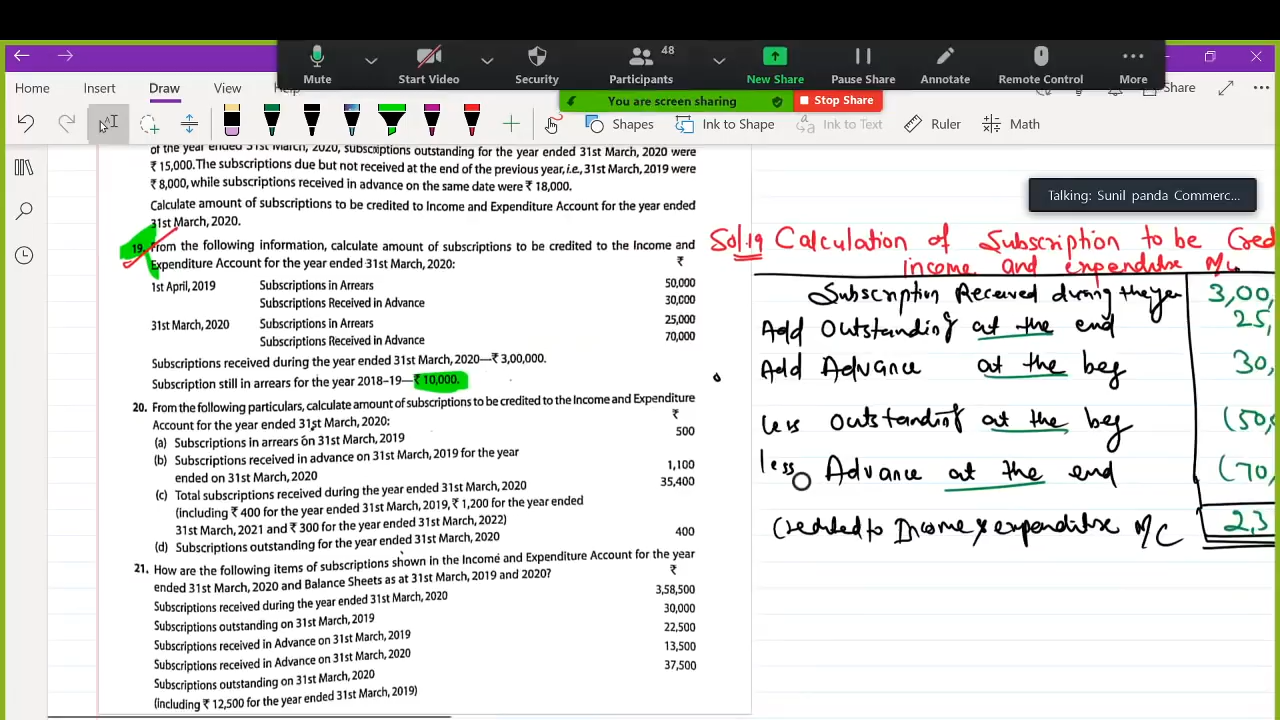 48
Mute
Start Video
Security
Participants
New Share
Pause Share
Annotate
Remote Control
More
You are screen sharing
Stop Share
Home
Insert
Draw
View
Share
Shapes
Ink to Shape
Ink to Text
Ruler
Math
Talking: Sunil panda Commerc...
of the year ended 31st March, 2020, subscriptions outstanding for the year ended 31st March, 2020 were
₹ 15,000. The subscriptions due but not received at the end of the previous year, i.e., 31st March, 2019 were
₹ 8,000, while subscriptions received in advance on the same date were ₹ 18,000.
Calculate amount of subscriptions to be credited to Income and Expenditure Account for the year ended
31st March, 2020.
19. From the following information, calculate amount of subscriptions to be credited to the Income and
Expenditure Account for the year ended 31st March, 2020: ₹
1st April, 2019 Subscriptions in Arrears 50,000
Subscriptions Received in Advance 30,000
31st March, 2020 Subscriptions in Arrears 25,000
Subscriptions Received in Advance 70,000
Subscriptions received during the year ended 31st March, 2020—₹ 3,00,000.
Subscription still in arrears for the year 2018–19—₹ 10,000.
20. From the following particulars, calculate amount of subscriptions to be credited to the Income and Expenditure
Account for the year ended 31st March, 2020: ₹
(a) Subscriptions in arrears on 31st March, 2019 500
(b) Subscriptions received in advance on 31st March, 2019 for the year
ended on 31st March, 2020 1,100
(c) Total subscriptions received during the year ended 31st March, 2020 35,400
(including ₹ 400 for the year ended 31st March, 2019, ₹ 1,200 for the year ended
31st March, 2021 and ₹ 300 for the year ended 31st March, 2022)
(d) Subscriptions outstanding for the year ended 31st March, 2020 400
21. How are the following items of subscriptions shown in the Income and Expenditure Account for the year
ended 31st March, 2020 and Balance Sheets as at 31st March, 2019 and 2020? ₹
Subscriptions received during the year ended 31st March, 2020 3,58,500
Subscriptions outstanding on 31st March, 2019 30,000
Subscriptions received in Advance on 31st March, 2019 22,500
Subscriptions received in Advance on 31st March, 2020 13,500
Subscriptions outstanding on 31st March, 2020 37,500
(including ₹ 12,500 for the year ended 31st March, 2019)
Sol.19 Calculation of Subscription to be Cred
income and expenditure A/c
Subscription Received during the year 3,00,
Add Outstanding at the end 25,
Add Advance at the beg 30,
less Outstanding at the beg (50,
less Advance at the end (70,
Credited to Income & expenditure A/C 2,3